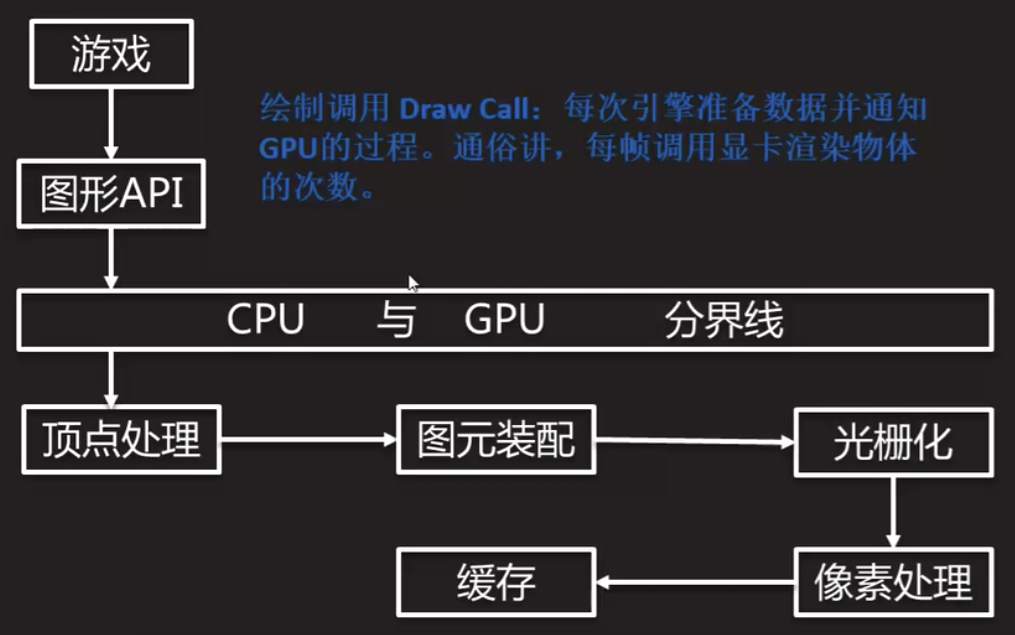 游戏
绘制调用 Draw Call：每次引擎准备数据并通知
GPU的过程。通俗讲，每帧调用显卡渲染物体
的次数。
图形API
CPU 与 GPU 分界线
顶点处理
图元装配
光栅化
缓存
像素处理